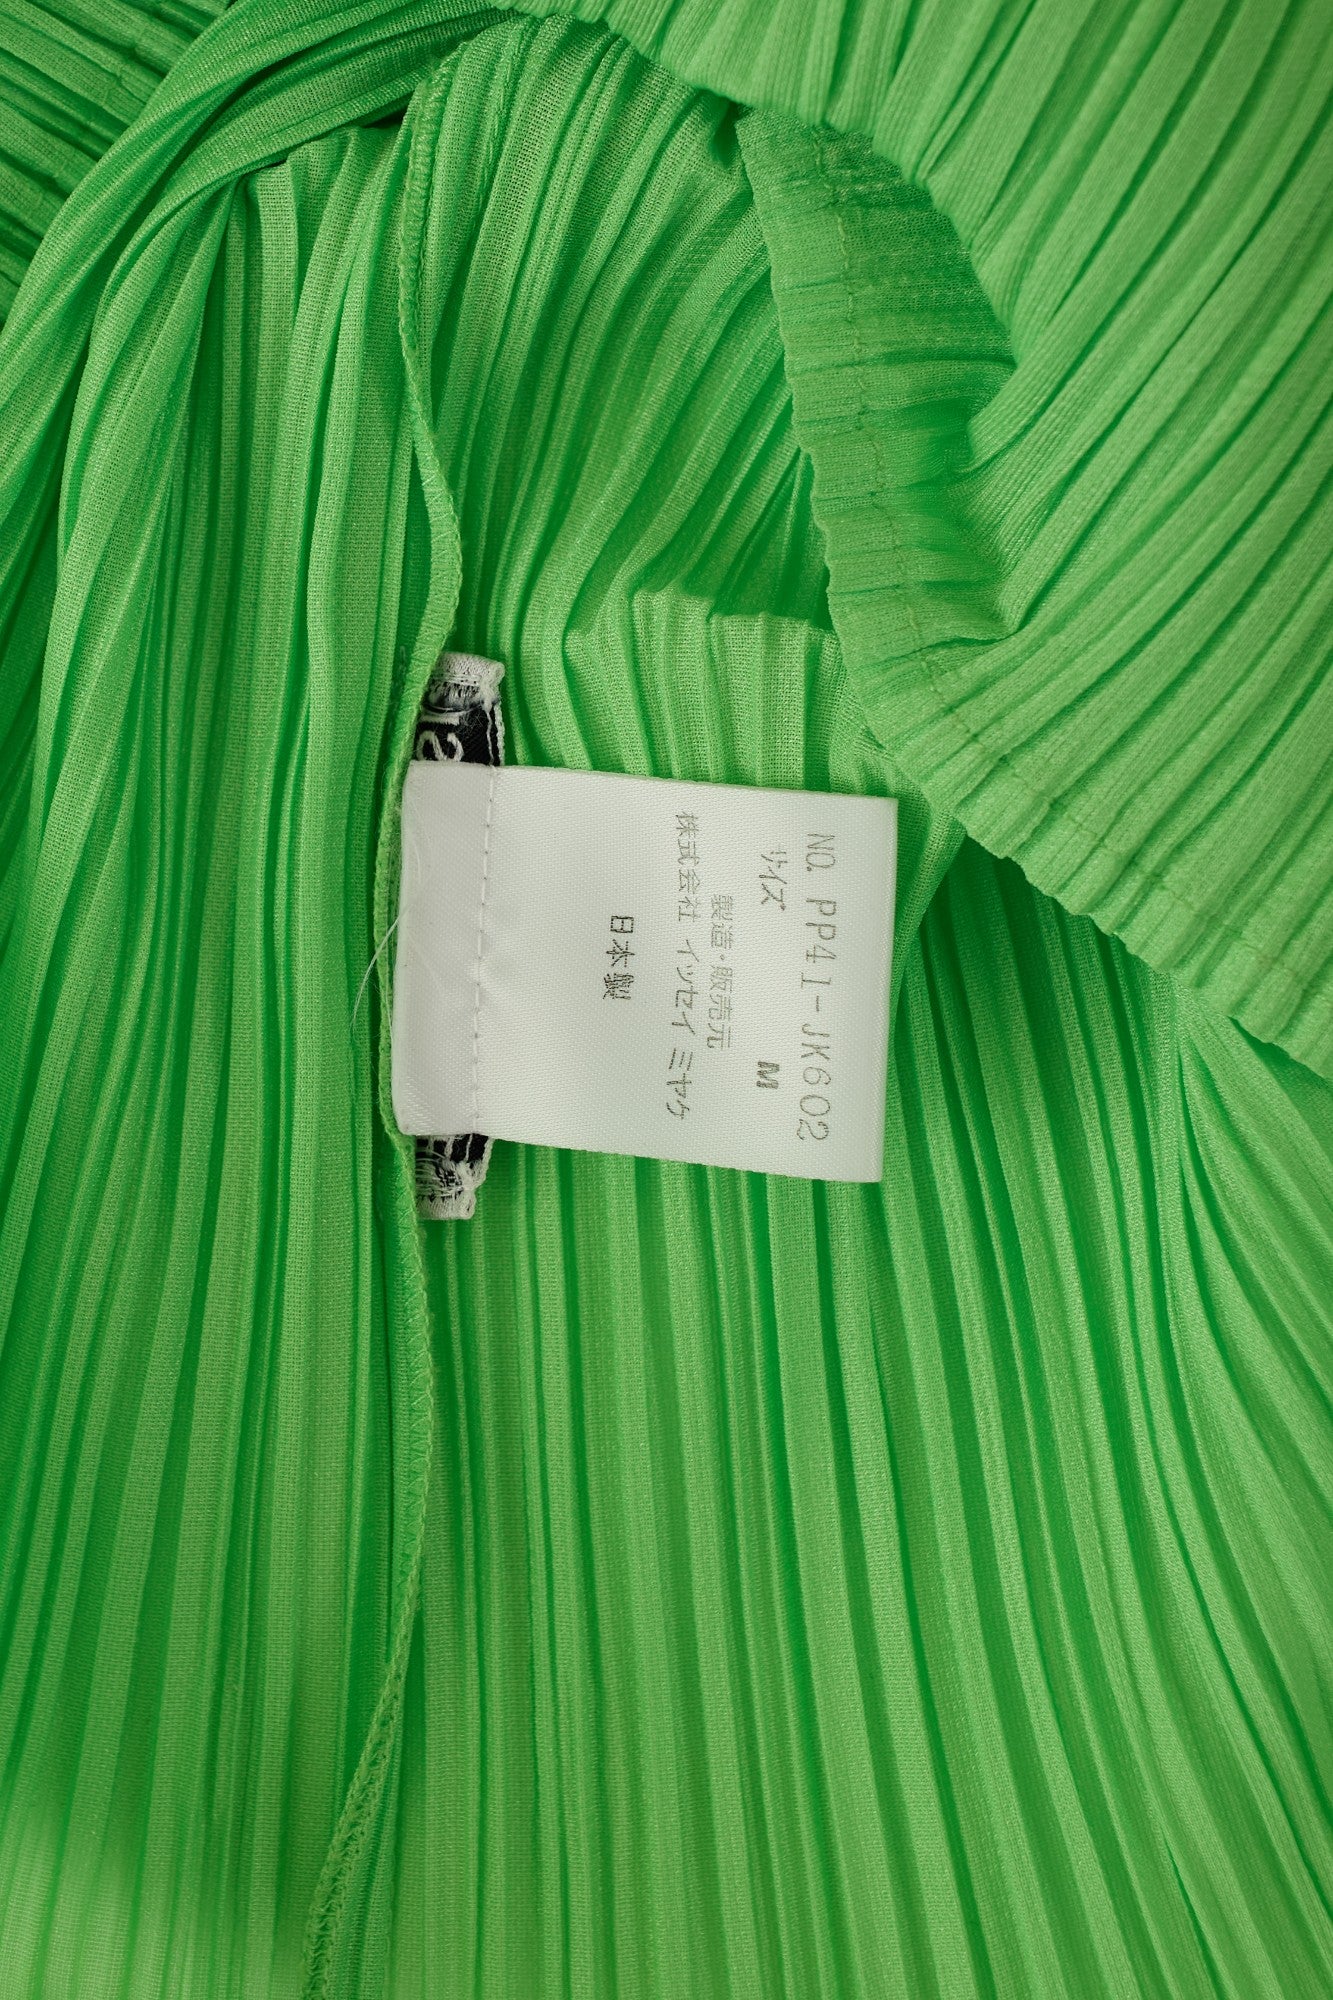 NO. PP41-JK602
サイズ M
製造・販売元
株式会社 イッセイ ミヤケ
日本製